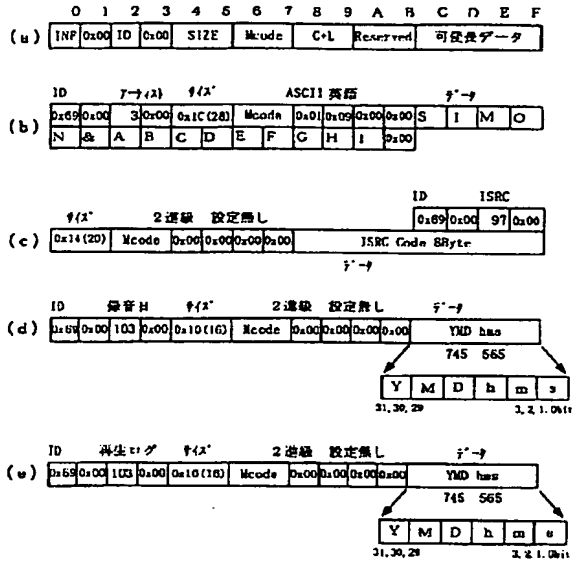 0 1 2 3 4 5 6 7 8 9 A B C D E F
(a) INF 0x00 ID 0x00 SIZE Mcode C+L Reserved 可変長データ
ID アーティスト サイズ ASCII 英語 データ
(b) 0x69 0x00 3 0x00 0x1C(28) Mcode 0x01 0x09 0x00 0x00 S I M O
N & A B C D E F G H I 0x00
ID ISRC
0x69 0x00 97 0x00
サイズ 2進級 設定無し
(c) 0x14(20) Mcode 0x00 0x00 0x00 0x00 ISRC Code 8Byte
データ
ID 録音日 サイズ 2進級 設定無し データ
(d) 0x69 0x00 103 0x00 0x10(16) Mcode 0x00 0x00 0x00 0x00 YMD hms
745 565
Y M D h m s
31,30,29 3,2,1,0bit
ID 再生ログ サイズ 2進級 設定無し データ
(e) 0x69 0x00 103 0x00 0x10(16) Mcode 0x00 0x00 0x00 0x00 YMD hms
745 565
Y M D h m s
31,30,29 3,2,1,0bit